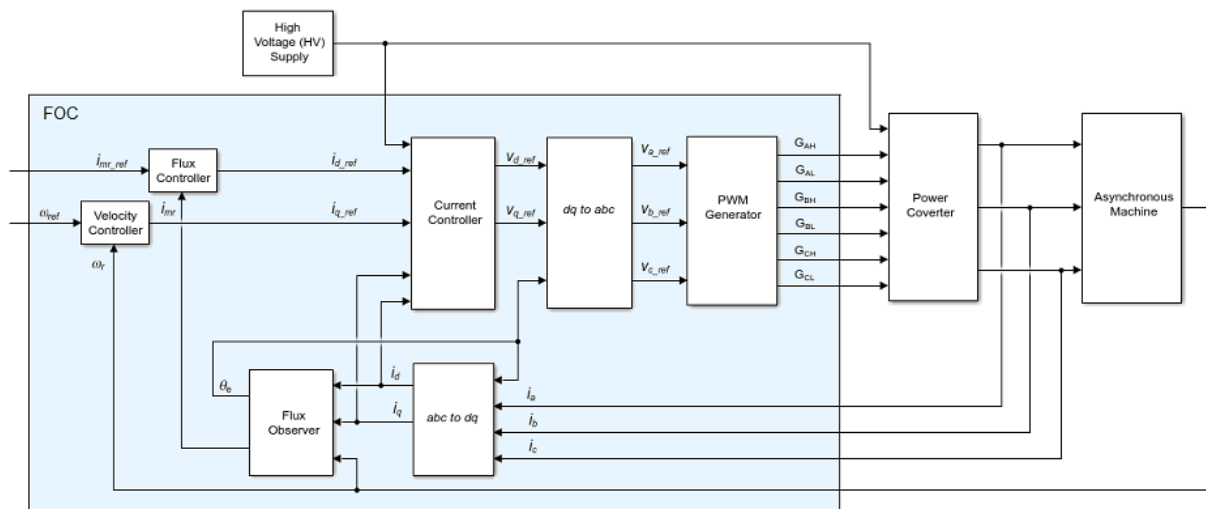 High
Voltage (HV)
Supply
FOC
i_mr_ref
Flux
Controller
i_d_ref
ω_ref
Velocity
Controller
i_mr
i_q_ref
ω_r
Current
Controller
v_d_ref
v_q_ref
dq to abc
v_a_ref
v_b_ref
v_c_ref
PWM
Generator
G_AH
G_AL
G_BH
G_BL
G_CH
G_CL
Power
Coverter
Asynchronous
Machine
θ_e
Flux
Observer
i_d
i_q
abc to dq
i_a
i_b
i_c